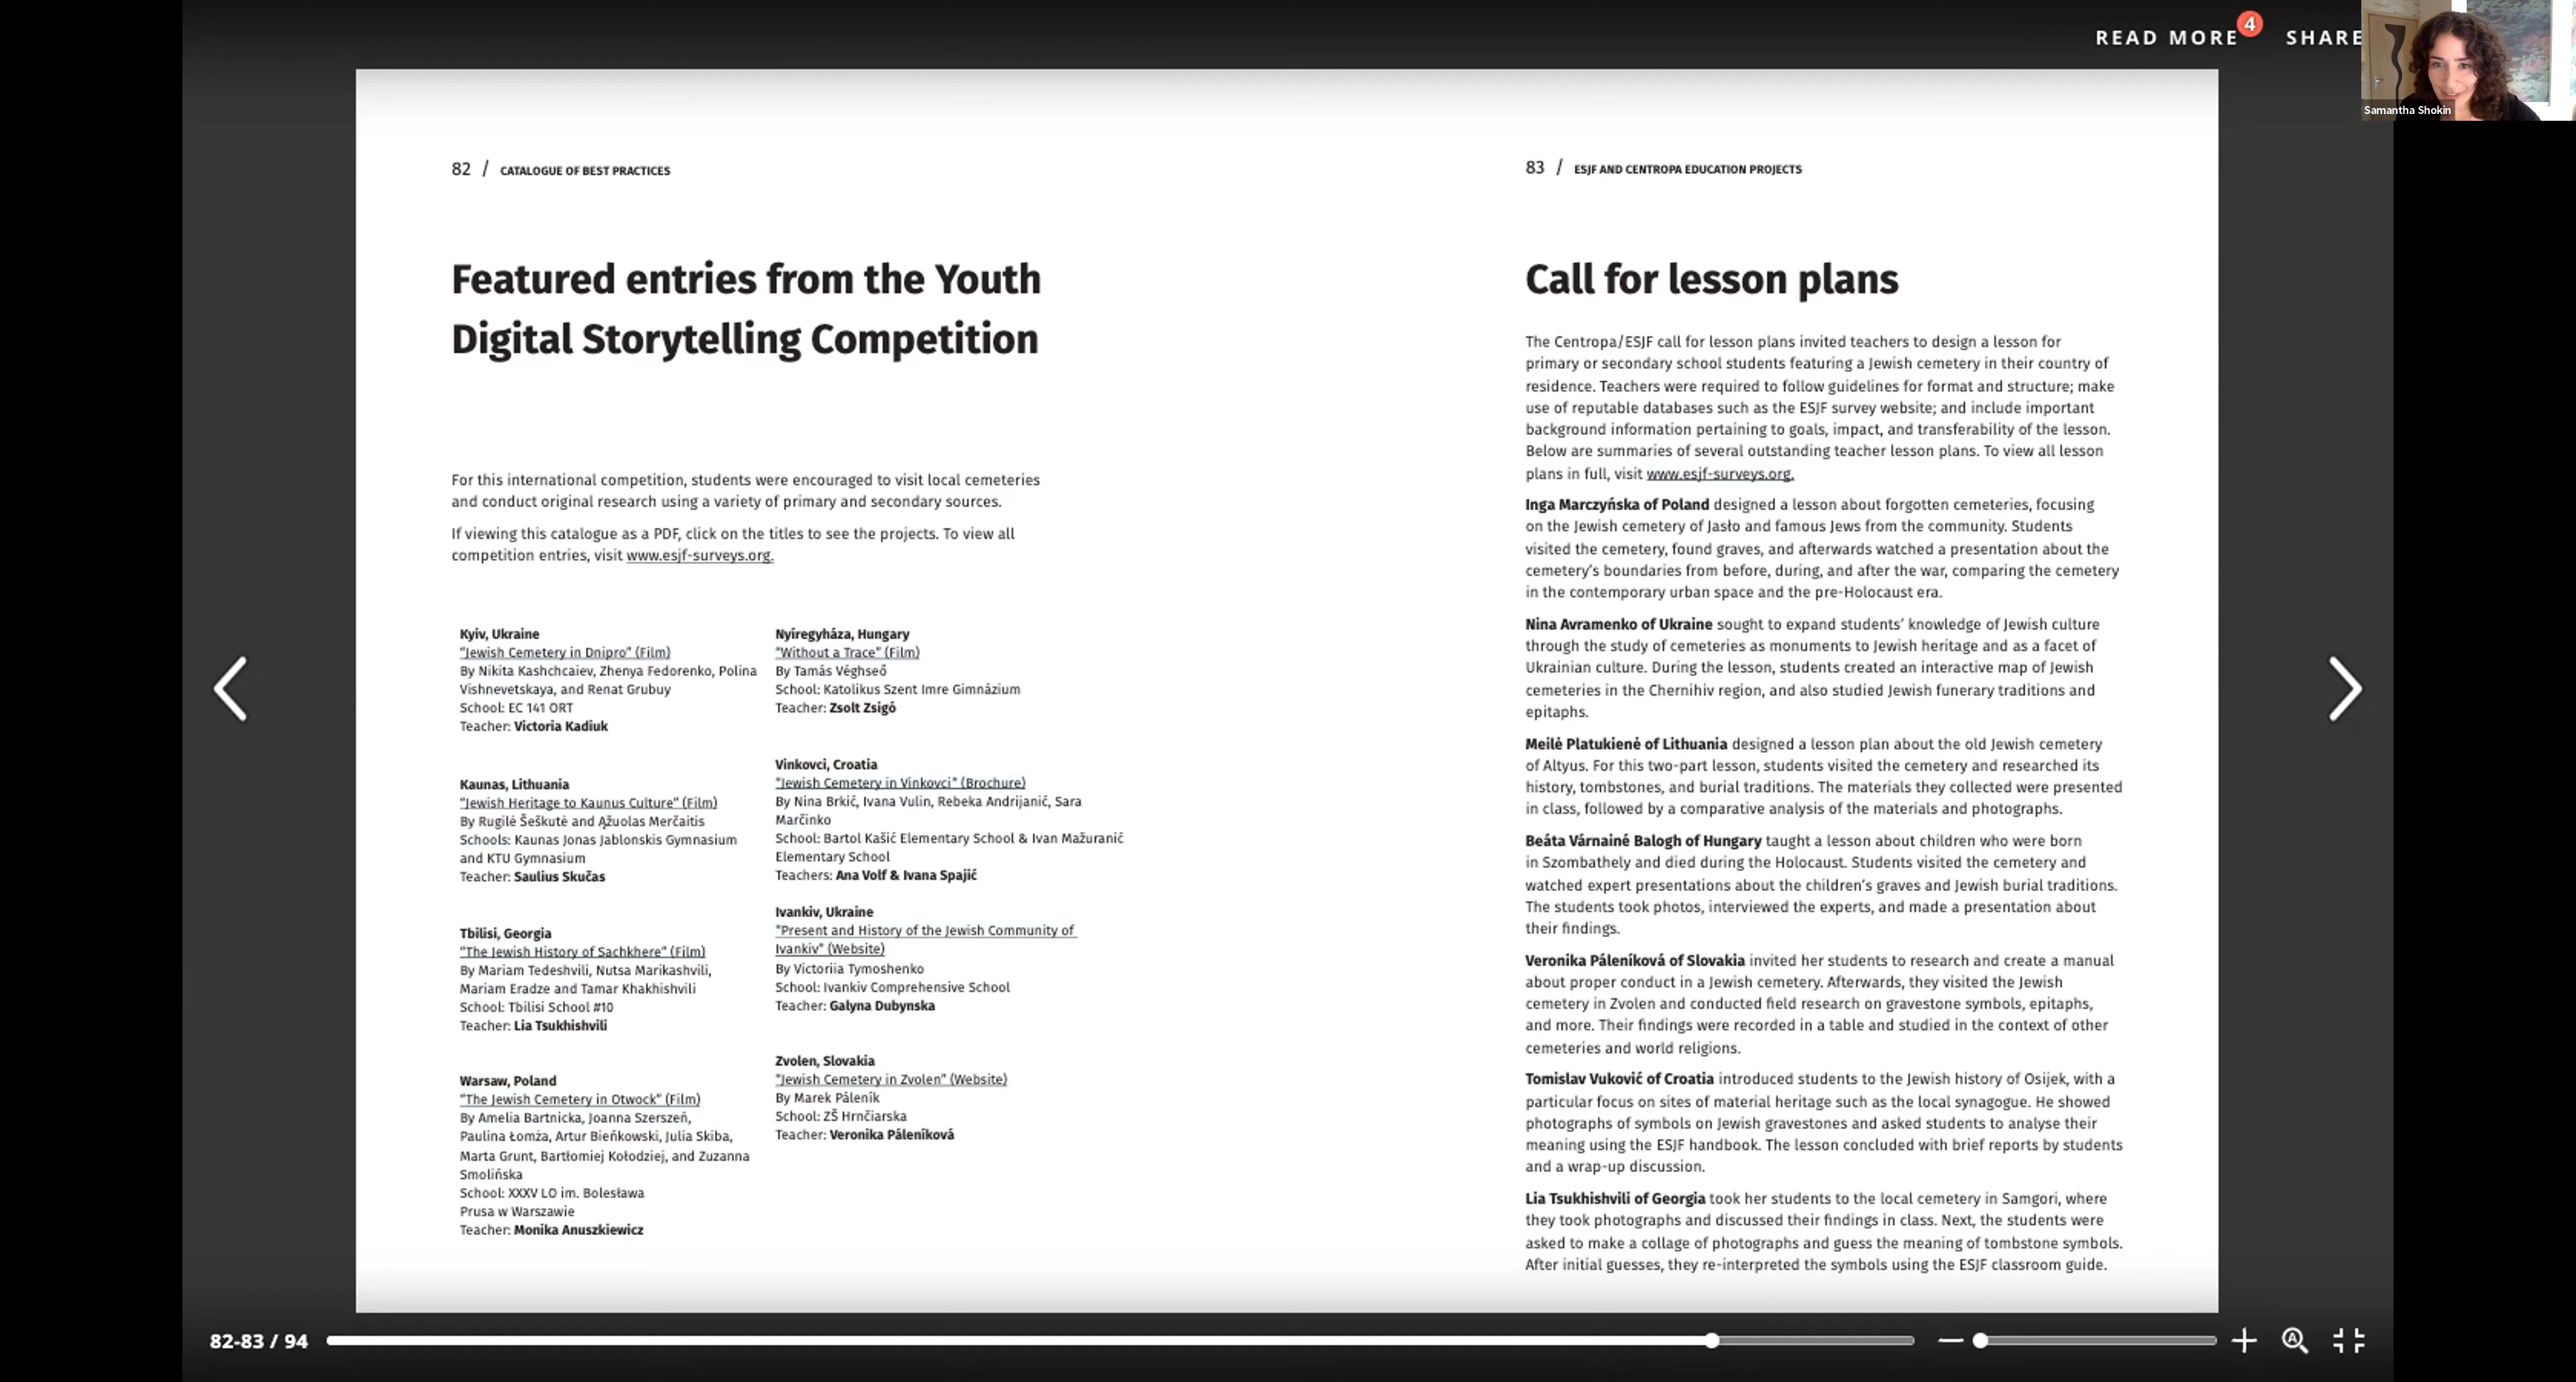 READ MORE 4 SHARE
Samantha Shokin
82 / CATALOGUE OF BEST PRACTICES
Featured entries from the Youth
Digital Storytelling Competition
For this international competition, students were encouraged to visit local cemeteries
and conduct original research using a variety of primary and secondary sources.
If viewing this catalogue as a PDF, click on the titles to see the projects. To view all
competition entries, visit www.esjf-surveys.org.
Kyiv, Ukraine
"Jewish Cemetery in Dnipro" (Film)
By Nikita Kashchcaiev, Zhenya Fedorenko, Polina
Vishnevetskaya, and Renat Grubuy
School: EC 141 ORT
Teacher: Victoria Kadiuk
Kaunas, Lithuania
"Jewish Heritage to Kaunus Culture" (Film)
By Rugilė Šeškutė and Ąžuolas Merčaitis
Schools: Kaunas Jonas Jablonskis Gymnasium
and KTU Gymnasium
Teacher: Saulius Skučas
Tbilisi, Georgia
"The Jewish History of Sachkhere" (Film)
By Mariam Tedeshvili, Nutsa Marikashvili,
Mariam Eradze and Tamar Khakhishvili
School: Tbilisi School #10
Teacher: Lia Tsukhishvili
Warsaw, Poland
"The Jewish Cemetery in Otwock" (Film)
By Amelia Bartnicka, Joanna Szerszeń,
Paulina Łomża, Artur Bieńkowski, Julia Skiba,
Marta Grunt, Bartłomiej Kołodziej, and Zuzanna
Smolińska
School: XXXV LO im. Bolesława
Prusa w Warszawie
Teacher: Monika Anuszkiewicz
Nyíregyháza, Hungary
"Without a Trace" (Film)
By Tamás Véghseő
School: Katolikus Szent Imre Gimnázium
Teacher: Zsolt Zsigó
Vinkovci, Croatia
"Jewish Cemetery in Vinkovci" (Brochure)
By Nina Brkić, Ivana Vulin, Rebeka Andrijanić, Sara
Marčinko
School: Bartol Kašić Elementary School & Ivan Mažuranić
Elementary School
Teachers: Ana Volf & Ivana Spajić
Ivankiv, Ukraine
"Present and History of the Jewish Community of
Ivankiv" (Website)
By Victoriia Tymoshenko
School: Ivankiv Comprehensive School
Teacher: Galyna Dubynska
Zvolen, Slovakia
"Jewish Cemetery in Zvolen" (Website)
By Marek Páleník
School: ZŠ Hrnčiarska
Teacher: Veronika Páleníková
83 / ESJF AND CENTROPA EDUCATION PROJECTS
Call for lesson plans
The Centropa/ESJF call for lesson plans invited teachers to design a lesson for
primary or secondary school students featuring a Jewish cemetery in their country of
residence. Teachers were required to follow guidelines for format and structure; make
use of reputable databases such as the ESJF survey website; and include important
background information pertaining to goals, impact, and transferability of the lesson.
Below are summaries of several outstanding teacher lesson plans. To view all lesson
plans in full, visit www.esjf-surveys.org.
Inga Marczyńska of Poland designed a lesson about forgotten cemeteries, focusing
on the Jewish cemetery of Jasło and famous Jews from the community. Students
visited the cemetery, found graves, and afterwards watched a presentation about the
cemetery's boundaries from before, during, and after the war, comparing the cemetery
in the contemporary urban space and the pre-Holocaust era.
Nina Avramenko of Ukraine sought to expand students' knowledge of Jewish culture
through the study of cemeteries as monuments to Jewish heritage and as a facet of
Ukrainian culture. During the lesson, students created an interactive map of Jewish
cemeteries in the Chernihiv region, and also studied Jewish funerary traditions and
epitaphs.
Meilė Platukienė of Lithuania designed a lesson plan about the old Jewish cemetery
of Altyus. For this two-part lesson, students visited the cemetery and researched its
history, tombstones, and burial traditions. The materials they collected were presented
in class, followed by a comparative analysis of the materials and photographs.
Beáta Várnainé Balogh of Hungary taught a lesson about children who were born
in Szombathely and died during the Holocaust. Students visited the cemetery and
watched expert presentations about the children's graves and Jewish burial traditions.
The students took photos, interviewed the experts, and made a presentation about
their findings.
Veronika Páleníková of Slovakia invited her students to research and create a manual
about proper conduct in a Jewish cemetery. Afterwards, they visited the Jewish
cemetery in Zvolen and conducted field research on gravestone symbols, epitaphs,
and more. Their findings were recorded in a table and studied in the context of other
cemeteries and world religions.
Tomislav Vuković of Croatia introduced students to the Jewish history of Osijek, with a
particular focus on sites of material heritage such as the local synagogue. He showed
photographs of symbols on Jewish gravestones and asked students to analyse their
meaning using the ESJF handbook. The lesson concluded with brief reports by students
and a wrap-up discussion.
Lia Tsukhishvili of Georgia took her students to the local cemetery in Samgori, where
they took photographs and discussed their findings in class. Next, the students were
asked to make a collage of photographs and guess the meaning of tombstone symbols.
After initial guesses, they re-interpreted the symbols using the ESJF classroom guide.
82-83 / 94